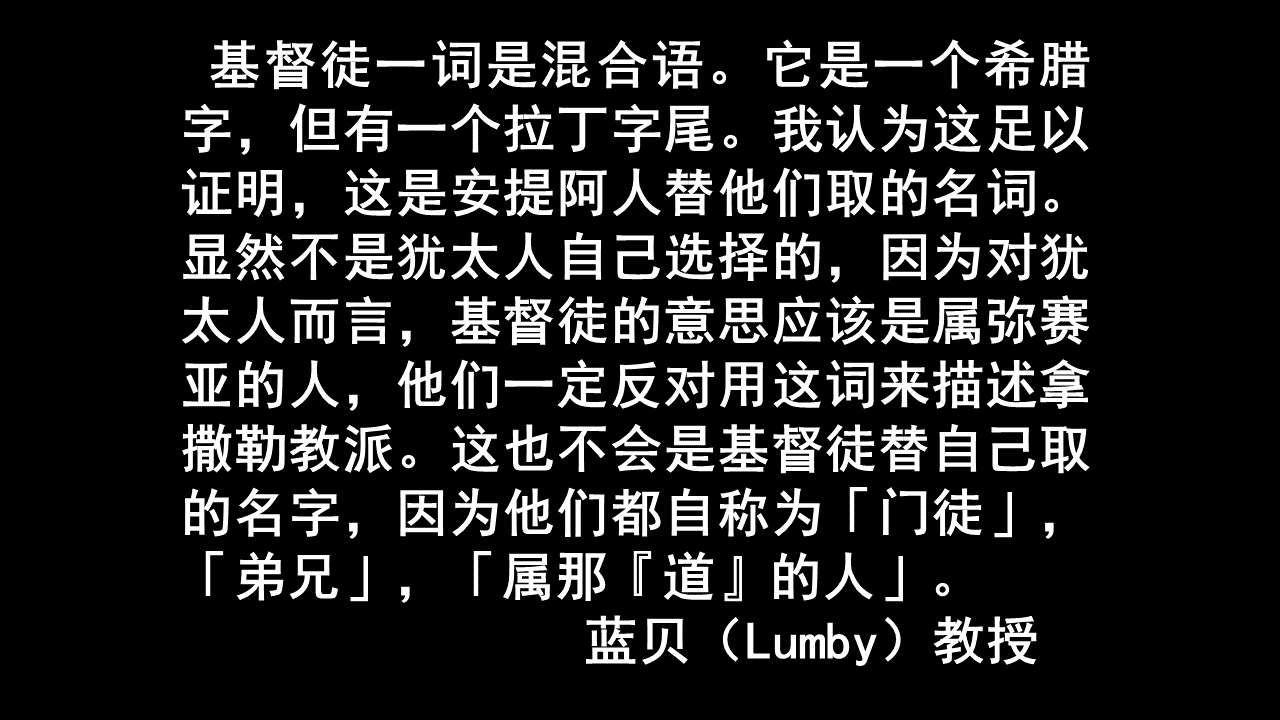 基督徒一词是混合语。它是一个希腊
字，但有一个拉丁字尾。我认为这足以
证明，这是安提阿人替他们取的名词。
显然不是犹太人自己选择的，因为对犹
太人而言，基督徒的意思应该是属弥赛
亚的人，他们一定反对用这词来描述拿
撒勒教派。这也不会是基督徒替自己取
的名字，因为他们都自称为「门徒」，
「弟兄」，「属那『道』的人」。
蓝贝（Lumby）教授